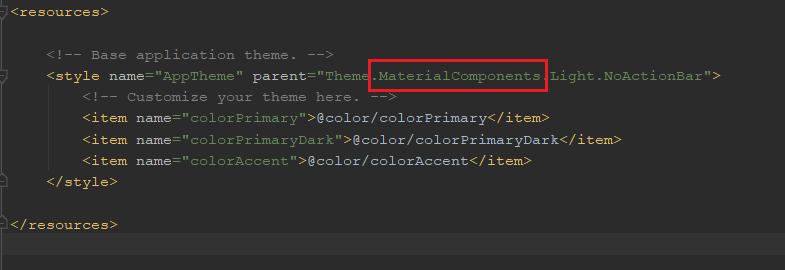 <resources>
<!-- Base application theme. -->
<style name="AppTheme" parent="Theme.MaterialComponents.Light.NoActionBar">
<!-- Customize your theme here. -->
<item name="colorPrimary">@color/colorPrimary</item>
<item name="colorPrimaryDark">@color/colorPrimaryDark</item>
<item name="colorAccent">@color/colorAccent</item>
</style>
</resources>